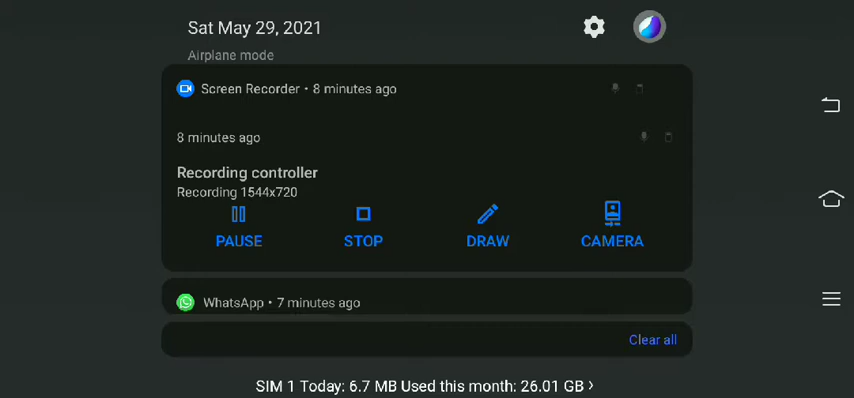 Sat May 29, 2021
Airplane mode
Screen Recorder • 8 minutes ago
8 minutes ago
Recording controller
Recording 1544x720
PAUSE STOP DRAW CAMERA
WhatsApp • 7 minutes ago
Clear all
SIM 1 Today: 6.7 MB Used this month: 26.01 GB ›